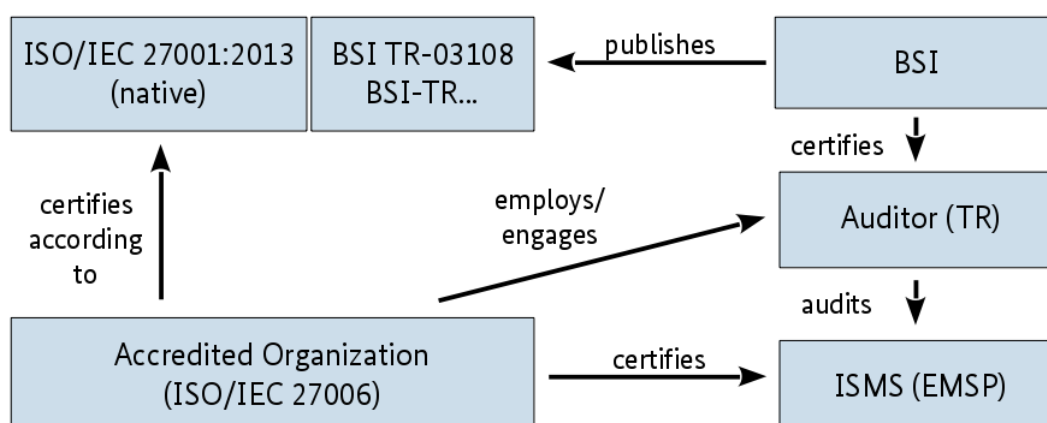 ISO/IEC 27001:2013
(native)
BSI TR-03108
BSI-TR...
publishes
BSI
certifies
certifies
according
to
employs/
engages
Auditor (TR)
audits
Accredited Organization
(ISO/IEC 27006)
certifies
ISMS (EMSP)